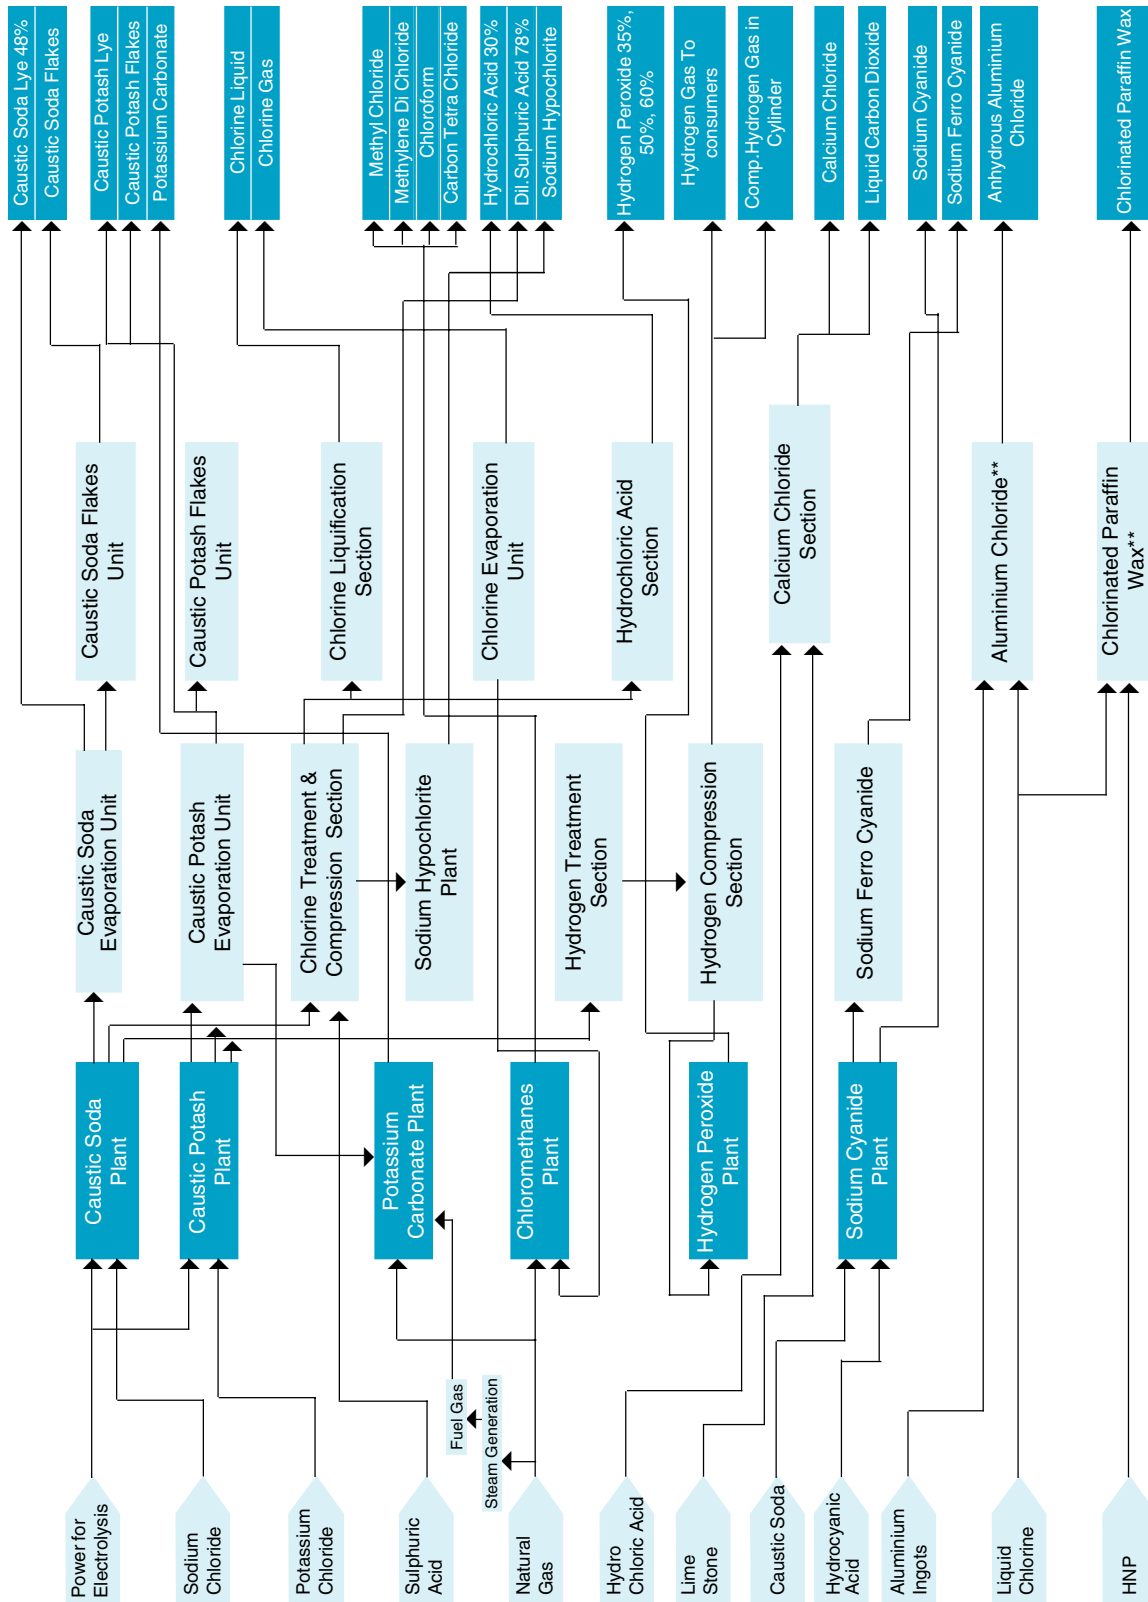 Power for
Electrolysis
Sodium
Chloride
Potassium
Chloride
Sulphuric
Acid
Natural
Gas
Hydro
Chloric Acid
Lime
Stone
Caustic Soda
Hydrocyanic
Acid
Aluminium
Ingots
Liquid
Chlorine
HNP
Steam Generation
Fuel Gas
Caustic Soda
Plant
Caustic Potash
Plant
Potassium
Carbonate Plant
Chloromethanes
Plant
Hydrogen Peroxide
Plant
Sodium Cyanide
Plant
Caustic Soda
Evaporation Unit
Caustic Potash
Evaporation Unit
Chlorine Treatment &
Compression Section
Sodium Hypochlorite
Plant
Hydrogen Treatment
Section
Hydrogen Compression
Section
Sodium Ferro Cyanide
Caustic Soda Flakes
Unit
Caustic Potash Flakes
Unit
Chlorine Liquification
Section
Chlorine Evaporation
Unit
Hydrochloric Acid
Section
Calcium Chloride
Section
Aluminium Chloride**
Chlorinated Paraffin
Wax**
Caustic Soda Lye 48%
Caustic Soda Flakes
Caustic Potash Lye
Caustic Potash Flakes
Potassium Carbonate
Chlorine Liquid
Chlorine Gas
Methyl Chloride
Methylene Di Chloride
Chloroform
Carbon Tetra Chloride
Hydrochloric Acid 30%
Dil.Sulphuric Acid 78%
Sodium Hypochlorite
Hydrogen Peroxide 35%,
50%, 60%
Hydrogen Gas To
consumers
Comp.Hydrogen Gas in
Cylinder
Calcium Chloride
Liquid Carbon Dioxide
Sodium Cyanide
Sodium Ferro Cyanide
Anhydrous Aluminium
Chloride
Chlorinated Paraffin Wax